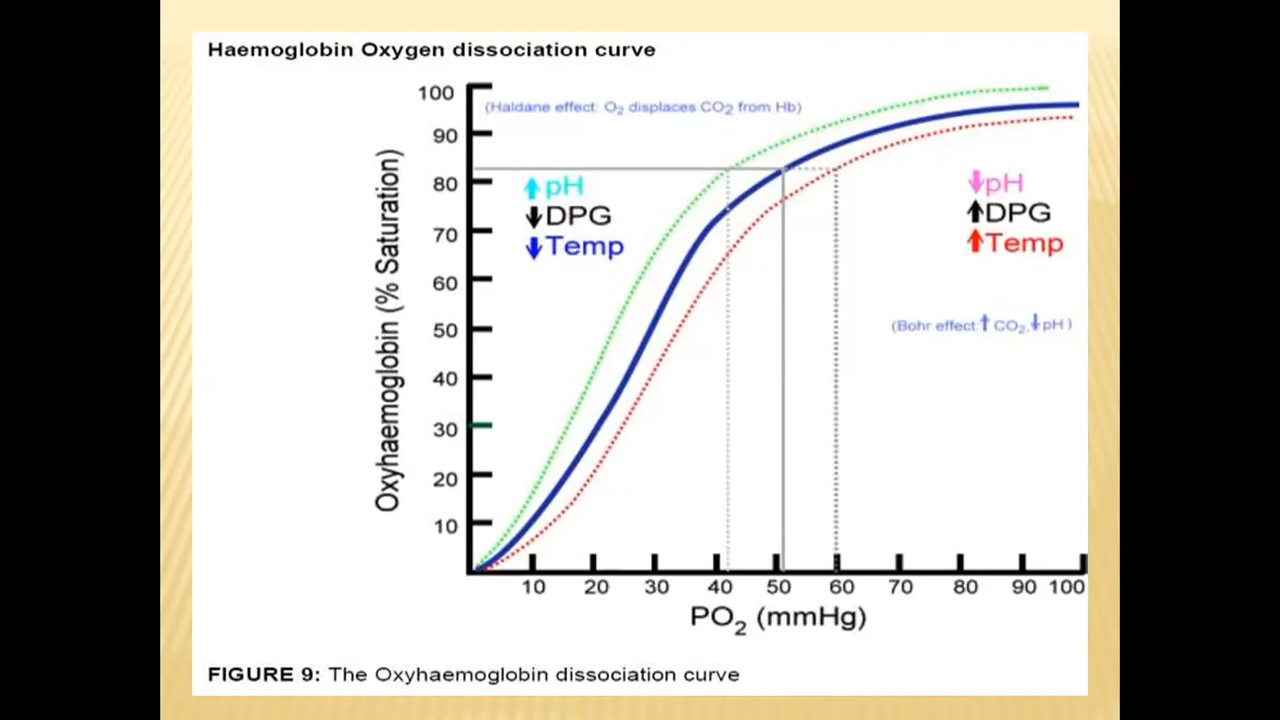 Haemoglobin Oxygen dissociation curve
(Haldane effect: O2 displaces CO2 from Hb)
Oxyhaemoglobin (% Saturation)
100
90
80
70
60
50
40
30
20
10
↑ pH
↓ DPG
↓ Temp
↓pH
↑DPG
↑Temp
(Bohr effect:↑ CO2,↓pH )
10 20 30 40 50 60 70 80 90 100
PO2 (mmHg)
FIGURE 9: The Oxyhaemoglobin dissociation curve